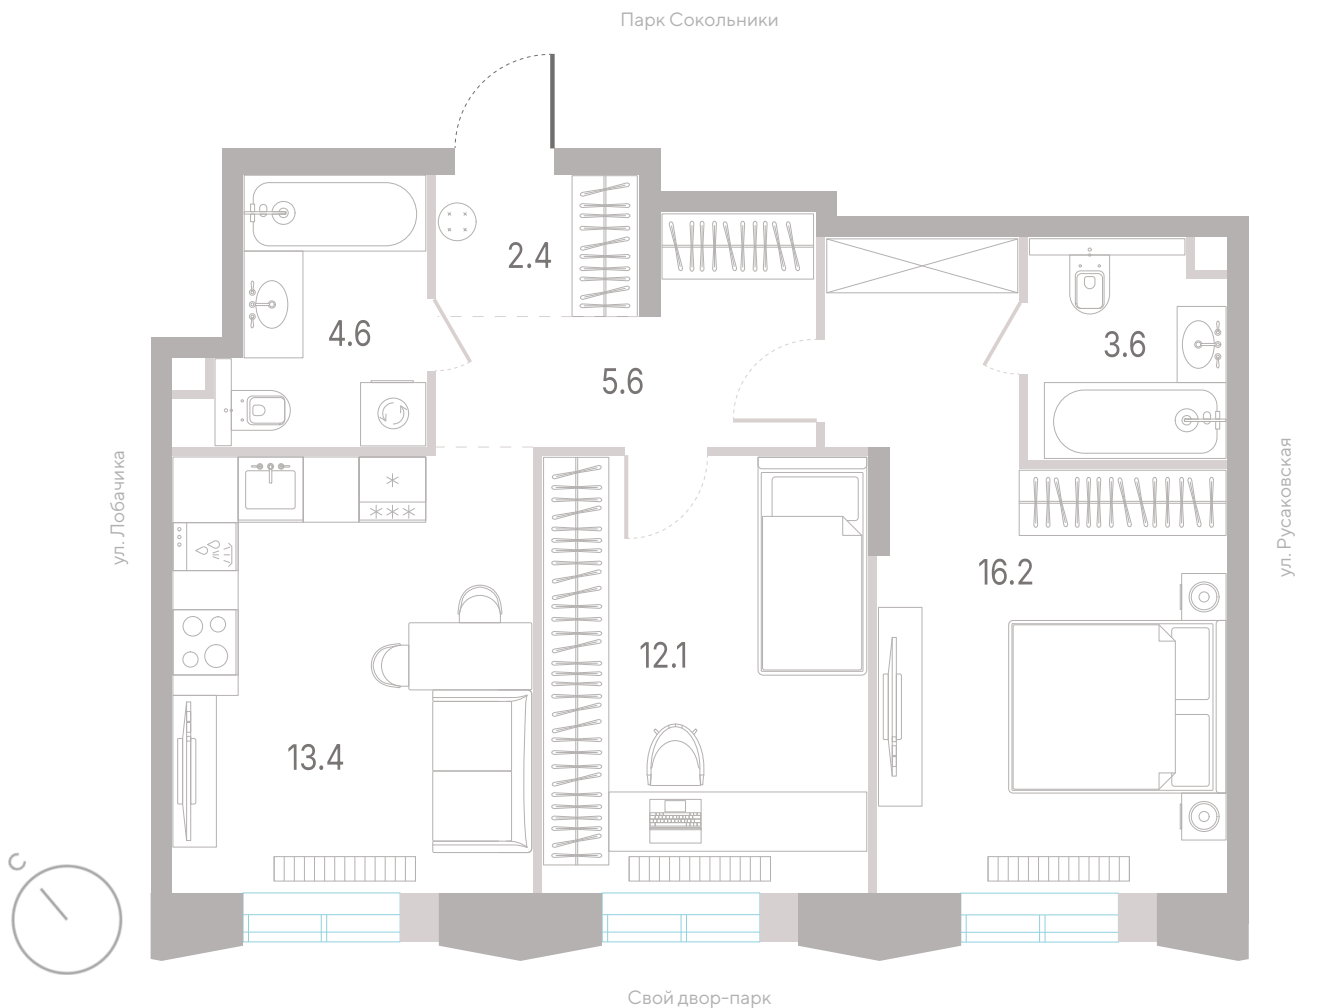 Парк Сокольники
2.4
4.6
3.6
5.6
ул. Лобачика
ул. Русаковская
16.2
12.1
13.4
С
Свой двор-парк